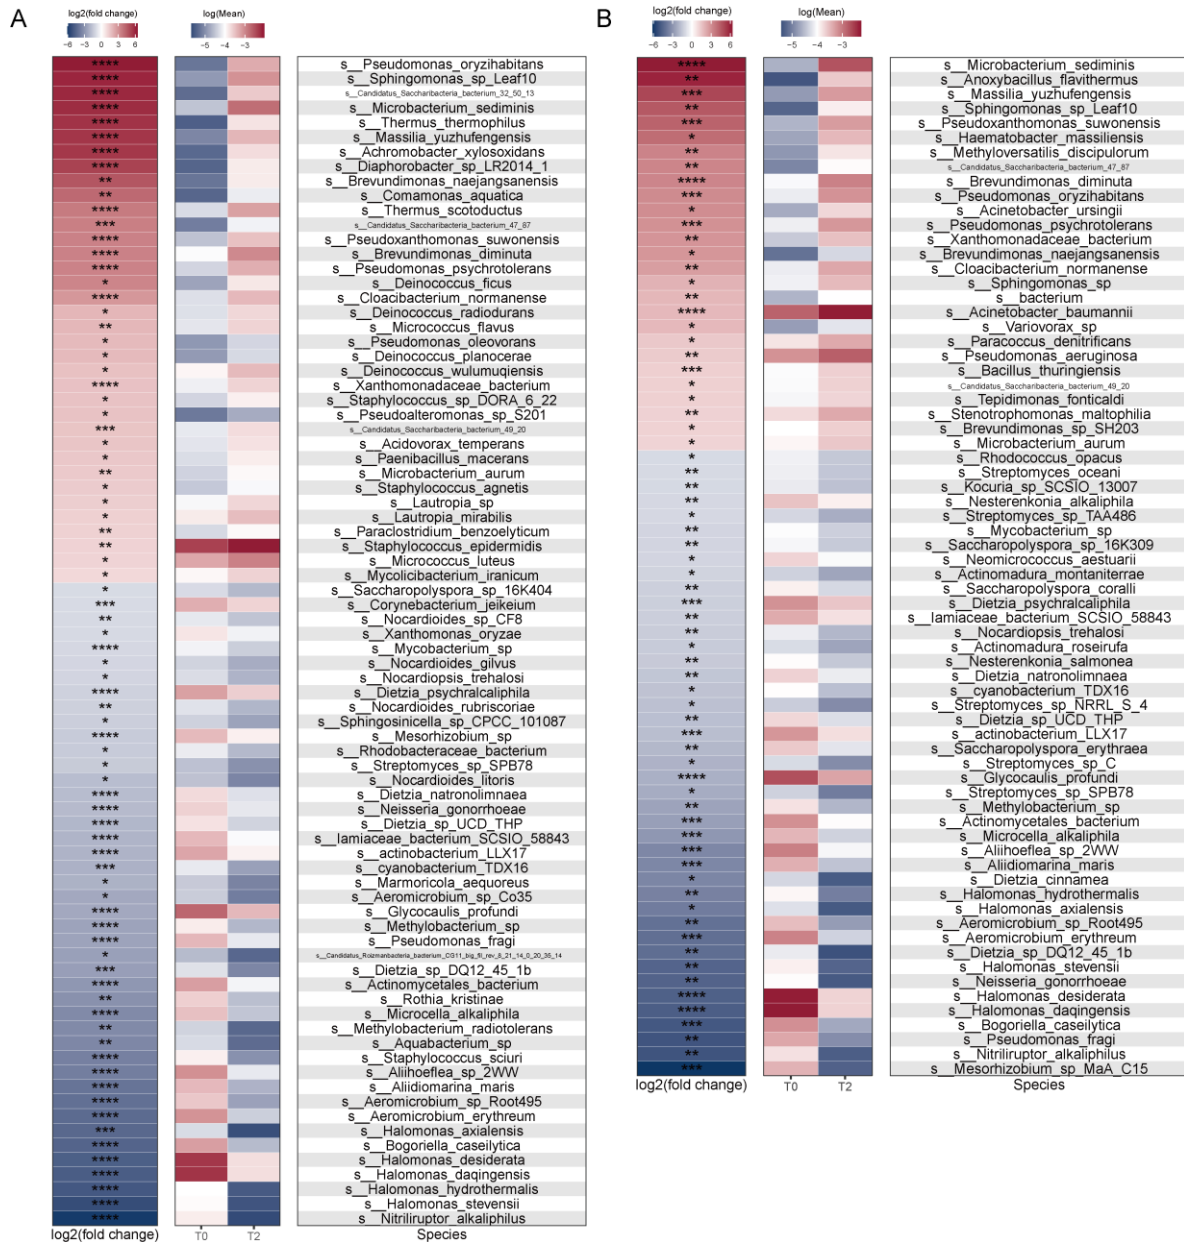 A
log2(fold change)
-6 -3 0 3 6
log(Mean)
-5 -3
**** s__Pseudomonas_oryzihabitans
**** s__Sphingomonas_sp_Leaf10
**** s__Candidatus_Saccharibacteria_bacterium_32_50_13
**** s__Microbacterium_sediminis
**** s__Thermus_thermophilus
**** s__Massilia_yuzhufengensis
**** s__Achromobacter_xylosoxidans
**** s__Diaphorobacter_sp_LR2014_1
** s__Brevundimonas_naejangsanensis
** s__Comamonas_aquatica
**** s__Thermus_scotoductus
*** s__Candidatus_Saccharibacteria_bacterium_47_87
**** s__Pseudoxanthomonas_suwonensis
**** s__Brevundimonas_diminuta
**** s__Pseudomonas_psychrotolerans
* s__Deinococcus_ficus
**** s__Cloacibacterium_normanense
* s__Deinococcus_radiodurans
** s__Micrococcus_flavus
* s__Pseudomonas_oleovorans
* s__Deinococcus_planocerae
* s__Deinococcus_wulumuqiensis
**** s__Xanthomonadaceae_bacterium
* s__Staphylococcus_sp_DORA_6_22
* s__Pseudoalteromonas_sp_S201
*** s__Candidatus_Saccharibacteria_bacterium_49_20
* s__Acidovorax_temperans
* s__Paenibacillus_macerans
** s__Microbacterium_aurum
* s__Staphylococcus_agnetis
* s__Lautropia_sp
* s__Lautropia_mirabilis
** s__Paraclostridium_benzoelyticum
** s__Staphylococcus_epidermidis
* s__Micrococcus_luteus
* s__Mycolicibacterium_iranicum
* s__Saccharopolyspora_sp_16K404
*** s__Corynebacterium_jeikeium
** s__Nocardioides_sp_CF8
* s__Xanthomonas_oryzae
**** s__Mycobacterium_sp
* s__Nocardioides_gilvus
* s__Nocardiopsis_trehalosi
**** s__Dietzia_psychralcaliphila
** s__Nocardioides_rubriscoriae
* s__Sphingosinicella_sp_CPCC_101087
**** s__Mesorhizobium_sp
* s__Rhodobacteraceae_bacterium
* s__Streptomyces_sp_SPB78
* s__Nocardioides_litoris
**** s__Dietzia_natronolimnaea
**** s__Neisseria_gonorrhoeae
**** s__Dietzia_sp_UCD_THP
**** s__Iamiaceae_bacterium_SCSIO_58843
**** s__actinobacterium_LLX17
*** s__cyanobacterium_TDX16
* s__Marmoricola_aequoreus
* s__Aeromicrobium_sp_Co35
**** s__Glycocaulis_profundi
**** s__Methylobacterium_sp
**** s__Pseudomonas_fragi
* s__Candidatus_Roizmanbacteria_bacterium_CG11_big_fil_rev_8_21_14_0_20_35_14
*** s__Dietzia_sp_DQ12_45_1b
**** s__Actinomycetales_bacterium
** s__Rothia_kristinae
**** s__Microcella_alkaliphila
** s__Methylobacterium_radiotolerans
** s__Aquabacterium_sp
**** s__Staphylococcus_sciuri
**** s__Aliihoeflea_sp_2WW
**** s__Aliidiomarina_maris
**** s__Aeromicrobium_sp_Root495
**** s__Aeromicrobium_erythreum
*** s__Halomonas_axialensis
**** s__Bogoriella_caseilytica
**** s__Halomonas_desiderata
**** s__Halomonas_daqingensis
**** s__Halomonas_hydrothermalis
**** s__Halomonas_stevensii
**** s__Nitriliruptor_alkaliphilus
log2(fold change) T0 T2 Species
B
log2(fold change)
-6 -3 0 3 6
log(Mean)
-5 -3
**** s__Microbacterium_sediminis
** s__Anoxybacillus_flavithermus
*** s__Massilia_yuzhufengensis
** s__Sphingomonas_sp_Leaf10
*** s__Pseudoxanthomonas_suwonensis
* s__Haematobacter_massiliensis
** s__Methyloversatilis_discipulorum
** s__Candidatus_Saccharibacteria_bacterium_47_87
**** s__Brevundimonas_diminuta
*** s__Pseudomonas_oryzihabitans
* s__Acinetobacter_ursingii
*** s__Pseudomonas_psychrotolerans
** s__Xanthomonadaceae_bacterium
* s__Brevundimonas_naejangsanensis
** s__Cloacibacterium_normanense
* s__Sphingomonas_sp
** s__bacterium
**** s__Acinetobacter_baumannii
* s__Variovorax_sp
* s__Paracoccus_denitrificans
** s__Pseudomonas_aeruginosa
*** s__Bacillus_thuringiensis
* s__Candidatus_Saccharibacteria_bacterium_49_20
* s__Tepidimonas_fonticaldi
** s__Stenotrophomonas_maltophilia
* s__Brevundimonas_sp_SH203
* s__Microbacterium_aurum
* s__Rhodococcus_opacus
** s__Streptomyces_oceani
** s__Kocuria_sp_SCSIO_13007
** s__Nesterenkonia_alkaliphila
* s__Streptomyces_sp_TAA486
** s__Mycobacterium_sp
** s__Saccharopolyspora_sp_16K309
* s__Neomicrococcus_aestuarii
* s__Actinomadura_montaniterrae
** s__Saccharopolyspora_coralli
*** s__Dietzia_psychralcaliphila
** s__Iamiaceae_bacterium_SCSIO_58843
** s__Nocardiopsis_trehalosi
* s__Actinomadura_roseirufa
** s__Nesterenkonia_salmonea
** s__Dietzia_natronolimnaea
* s__cyanobacterium_TDX16
* s__Streptomyces_sp_NRRL_S_4
** s__Dietzia_sp_UCD_THP
*** s__actinobacterium_LLX17
** s__Saccharopolyspora_erythraea
* s__Streptomyces_sp_C
**** s__Glycocaulis_profundi
* s__Streptomyces_sp_SPB78
** s__Methylobacterium_sp
*** s__Actinomycetales_bacterium
*** s__Microcella_alkaliphila
*** s__Aliihoeflea_sp_2WW
*** s__Aliidiomarina_maris
* s__Dietzia_cinnamea
** s__Halomonas_hydrothermalis
* s__Halomonas_axialensis
** s__Aeromicrobium_sp_Root495
*** s__Aeromicrobium_erythreum
** s__Dietzia_sp_DQ12_45_1b
** s__Halomonas_stevensii
** s__Neisseria_gonorrhoeae
**** s__Halomonas_desiderata
**** s__Halomonas_daqingensis
*** s__Bogoriella_caseilytica
** s__Pseudomonas_fragi
** s__Nitriliruptor_alkaliphilus
*** s__Mesorhizobium_sp_MaA_C15
log2(fold change) T0 T2 Species